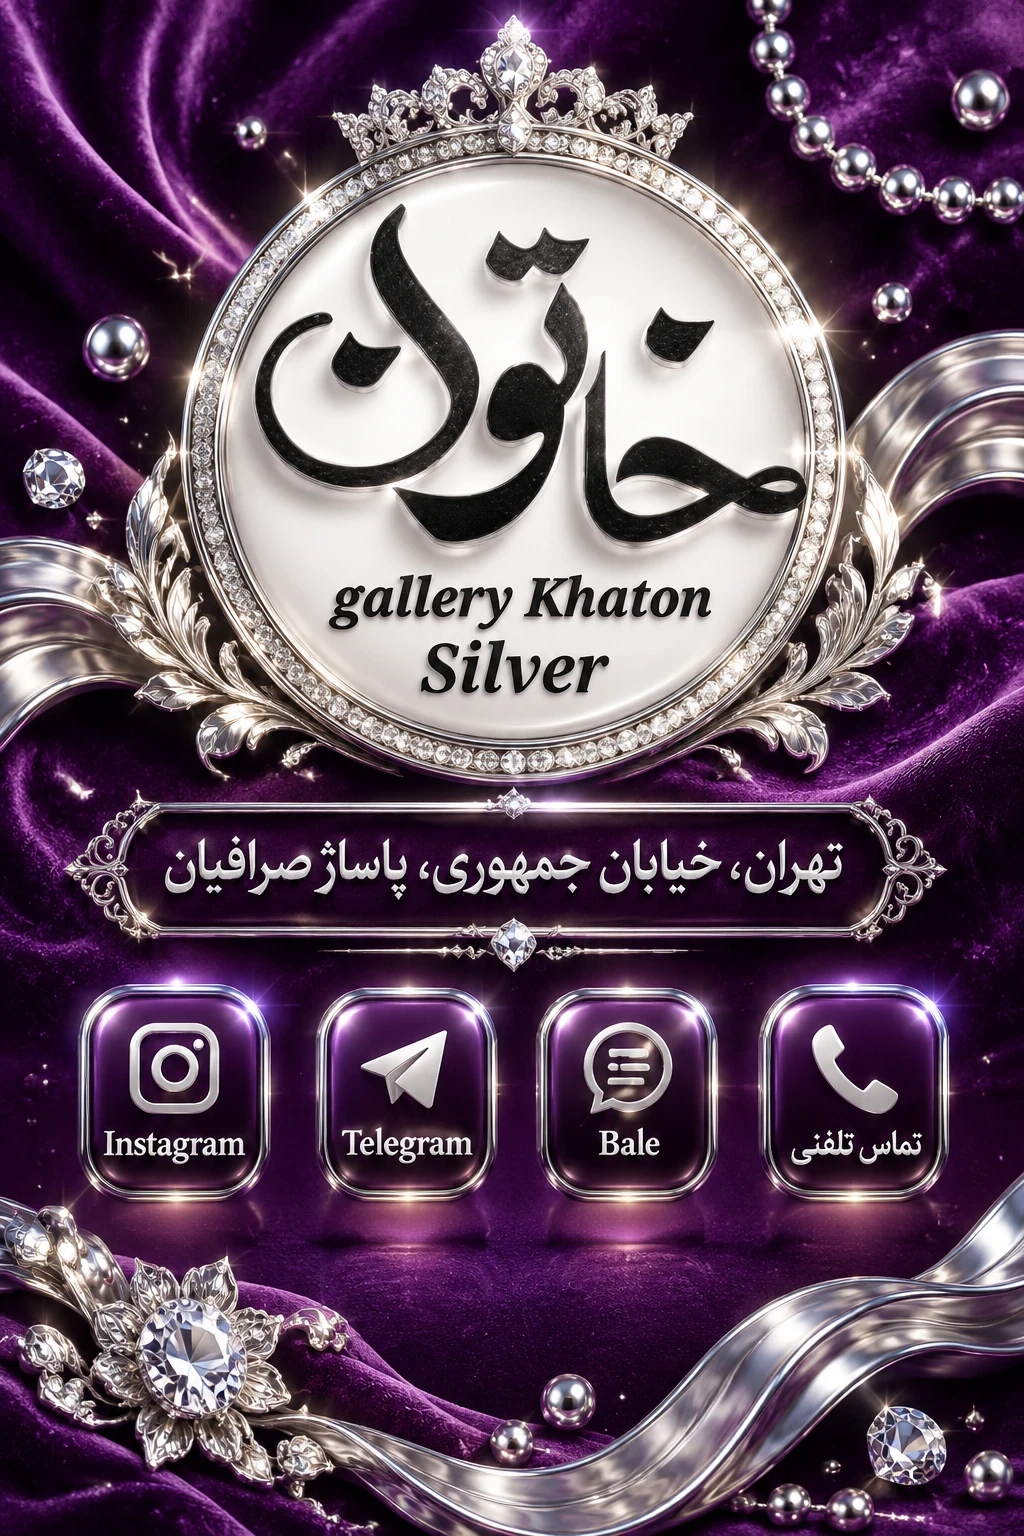 خاتون
gallery Khaton
Silver
تهران، خیابان جمهوری، پاساژ صرافیان
Instagram
Telegram
Bale
تماس تلفنی